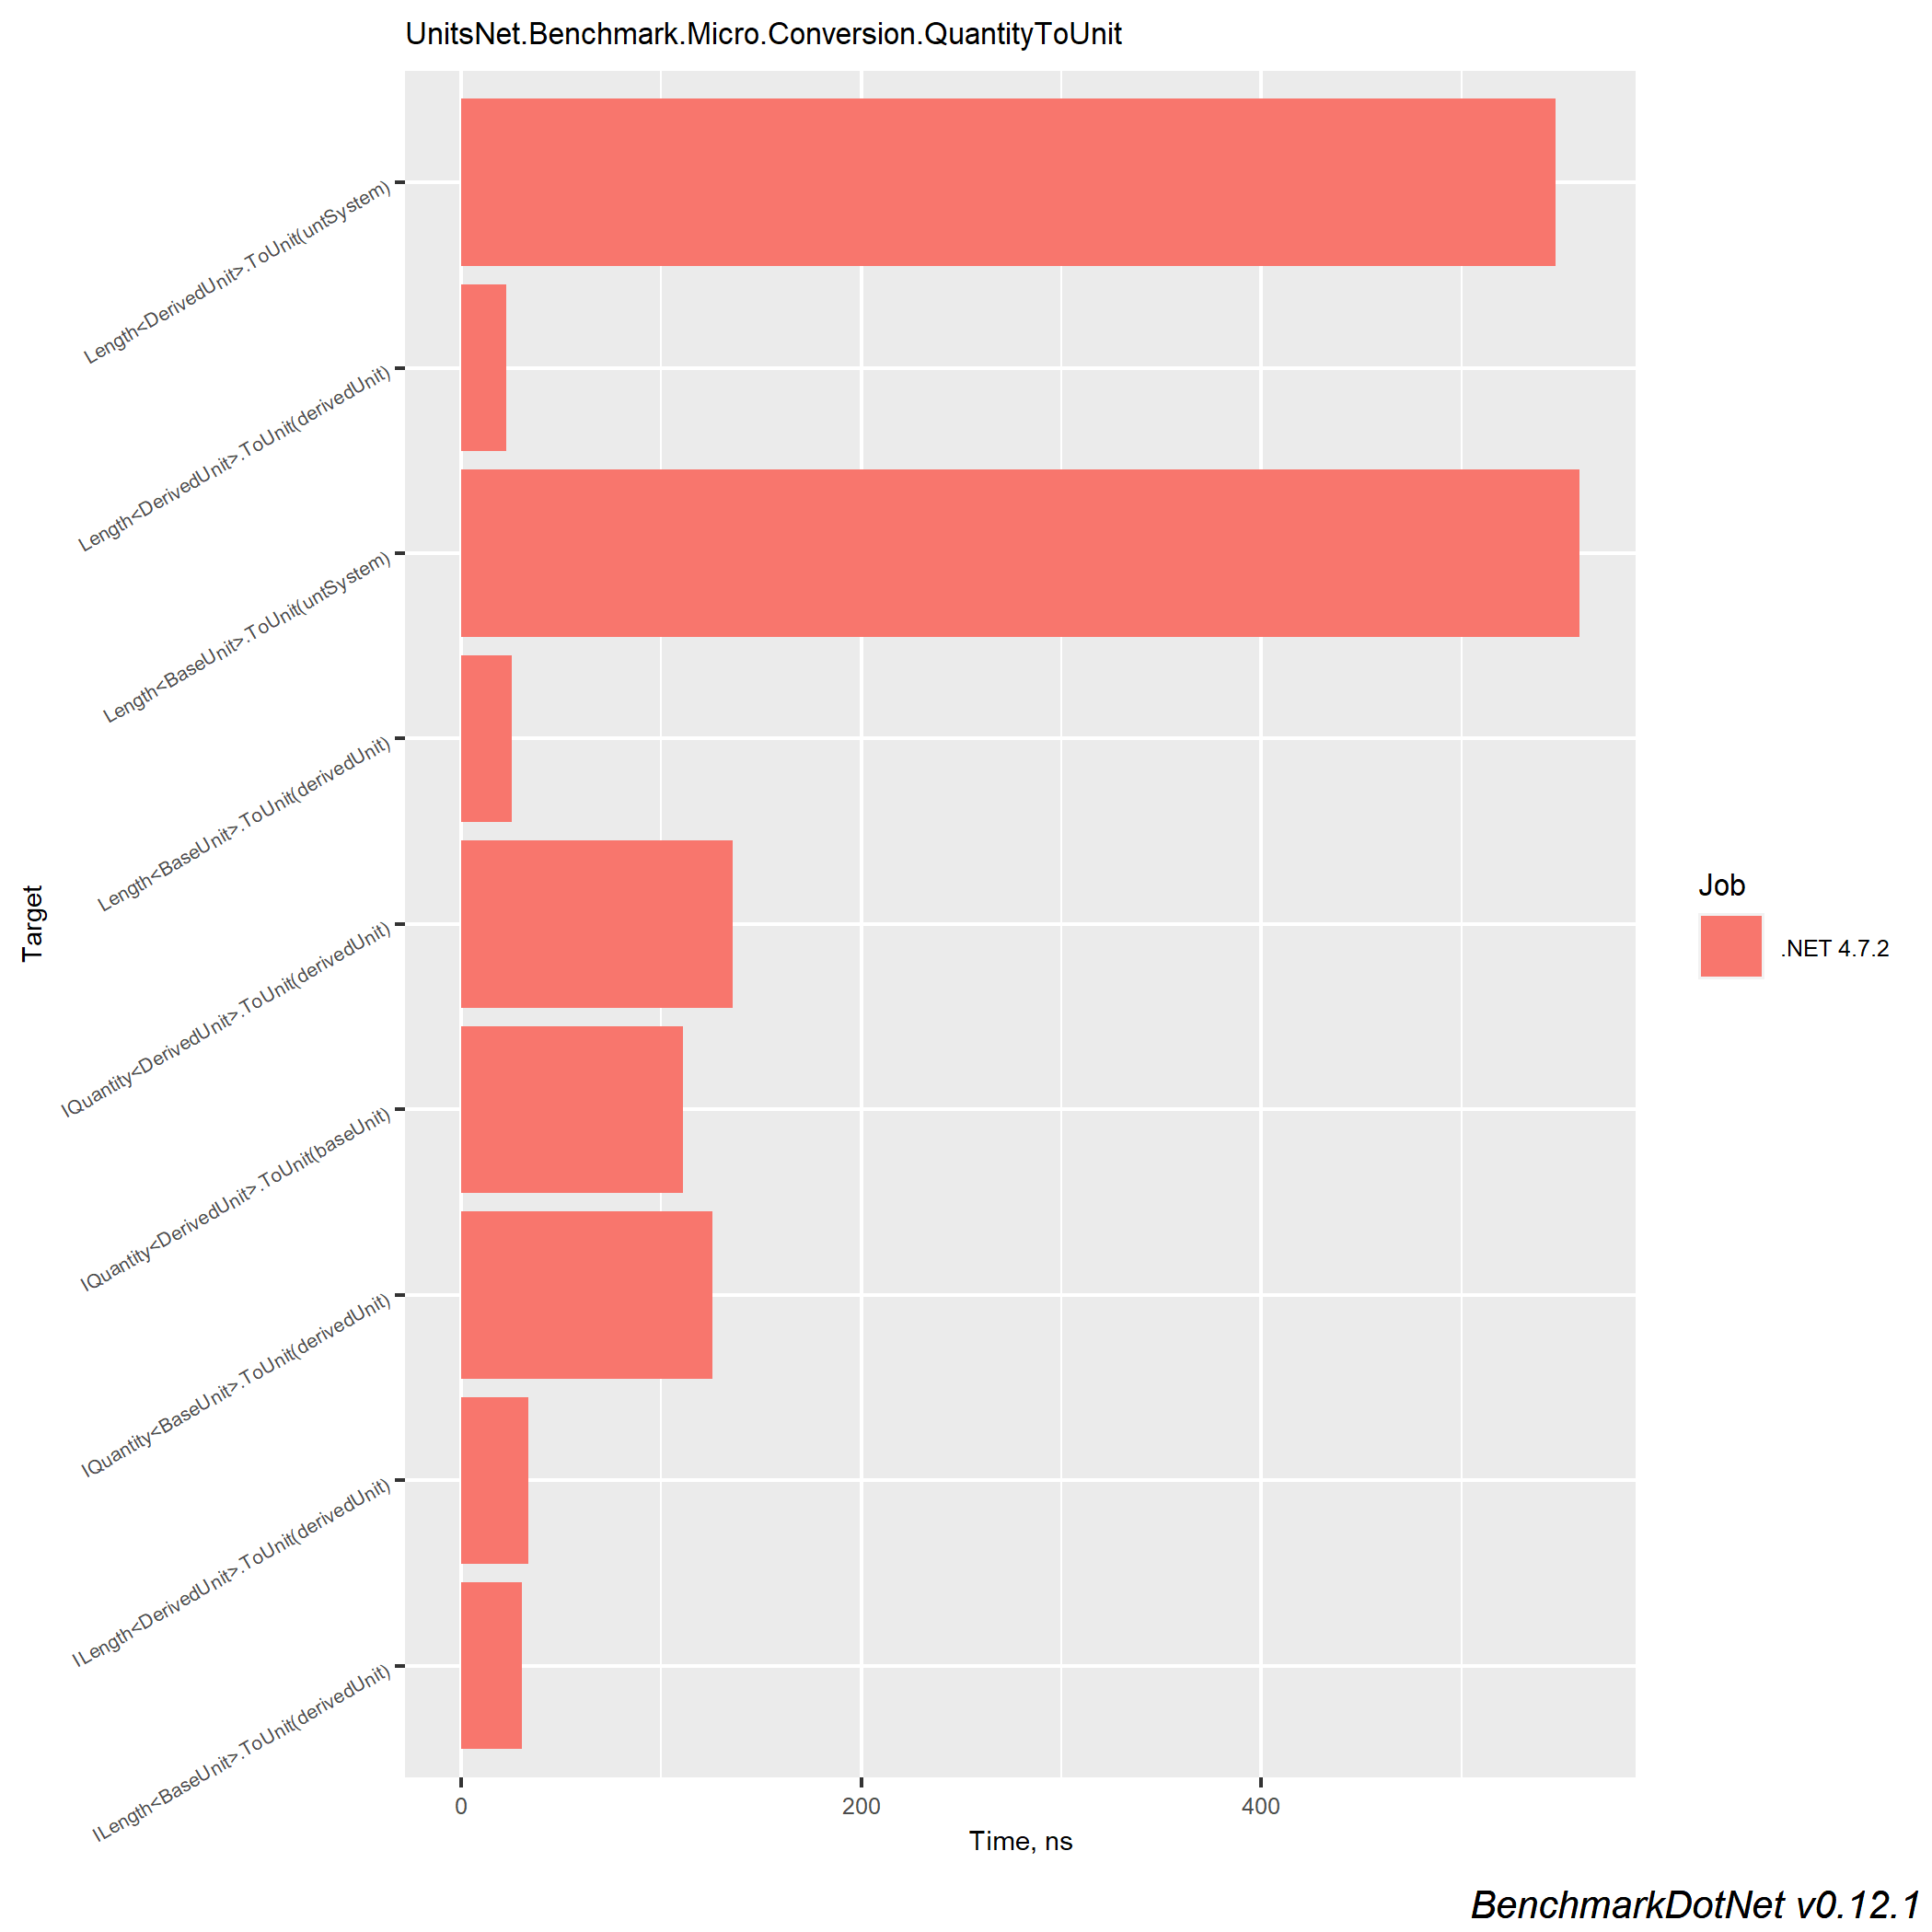 UnitsNet.Benchmark.Micro.Conversion.QuantityToUnit
Length<DerivedUnit>.ToUnit(untSystem)
Length<DerivedUnit>.ToUnit(derivedUnit)
Length<BaseUnit>.ToUnit(untSystem)
Length<BaseUnit>.ToUnit(derivedUnit)
IQuantity<DerivedUnit>.ToUnit(derivedUnit)
IQuantity<DerivedUnit>.ToUnit(baseUnit)
IQuantity<BaseUnit>.ToUnit(derivedUnit)
ILength<DerivedUnit>.ToUnit(derivedUnit)
ILength<BaseUnit>.ToUnit(derivedUnit)
Target
Job
.NET 4.7.2
0 200 400
Time, ns
BenchmarkDotNet v0.12.1